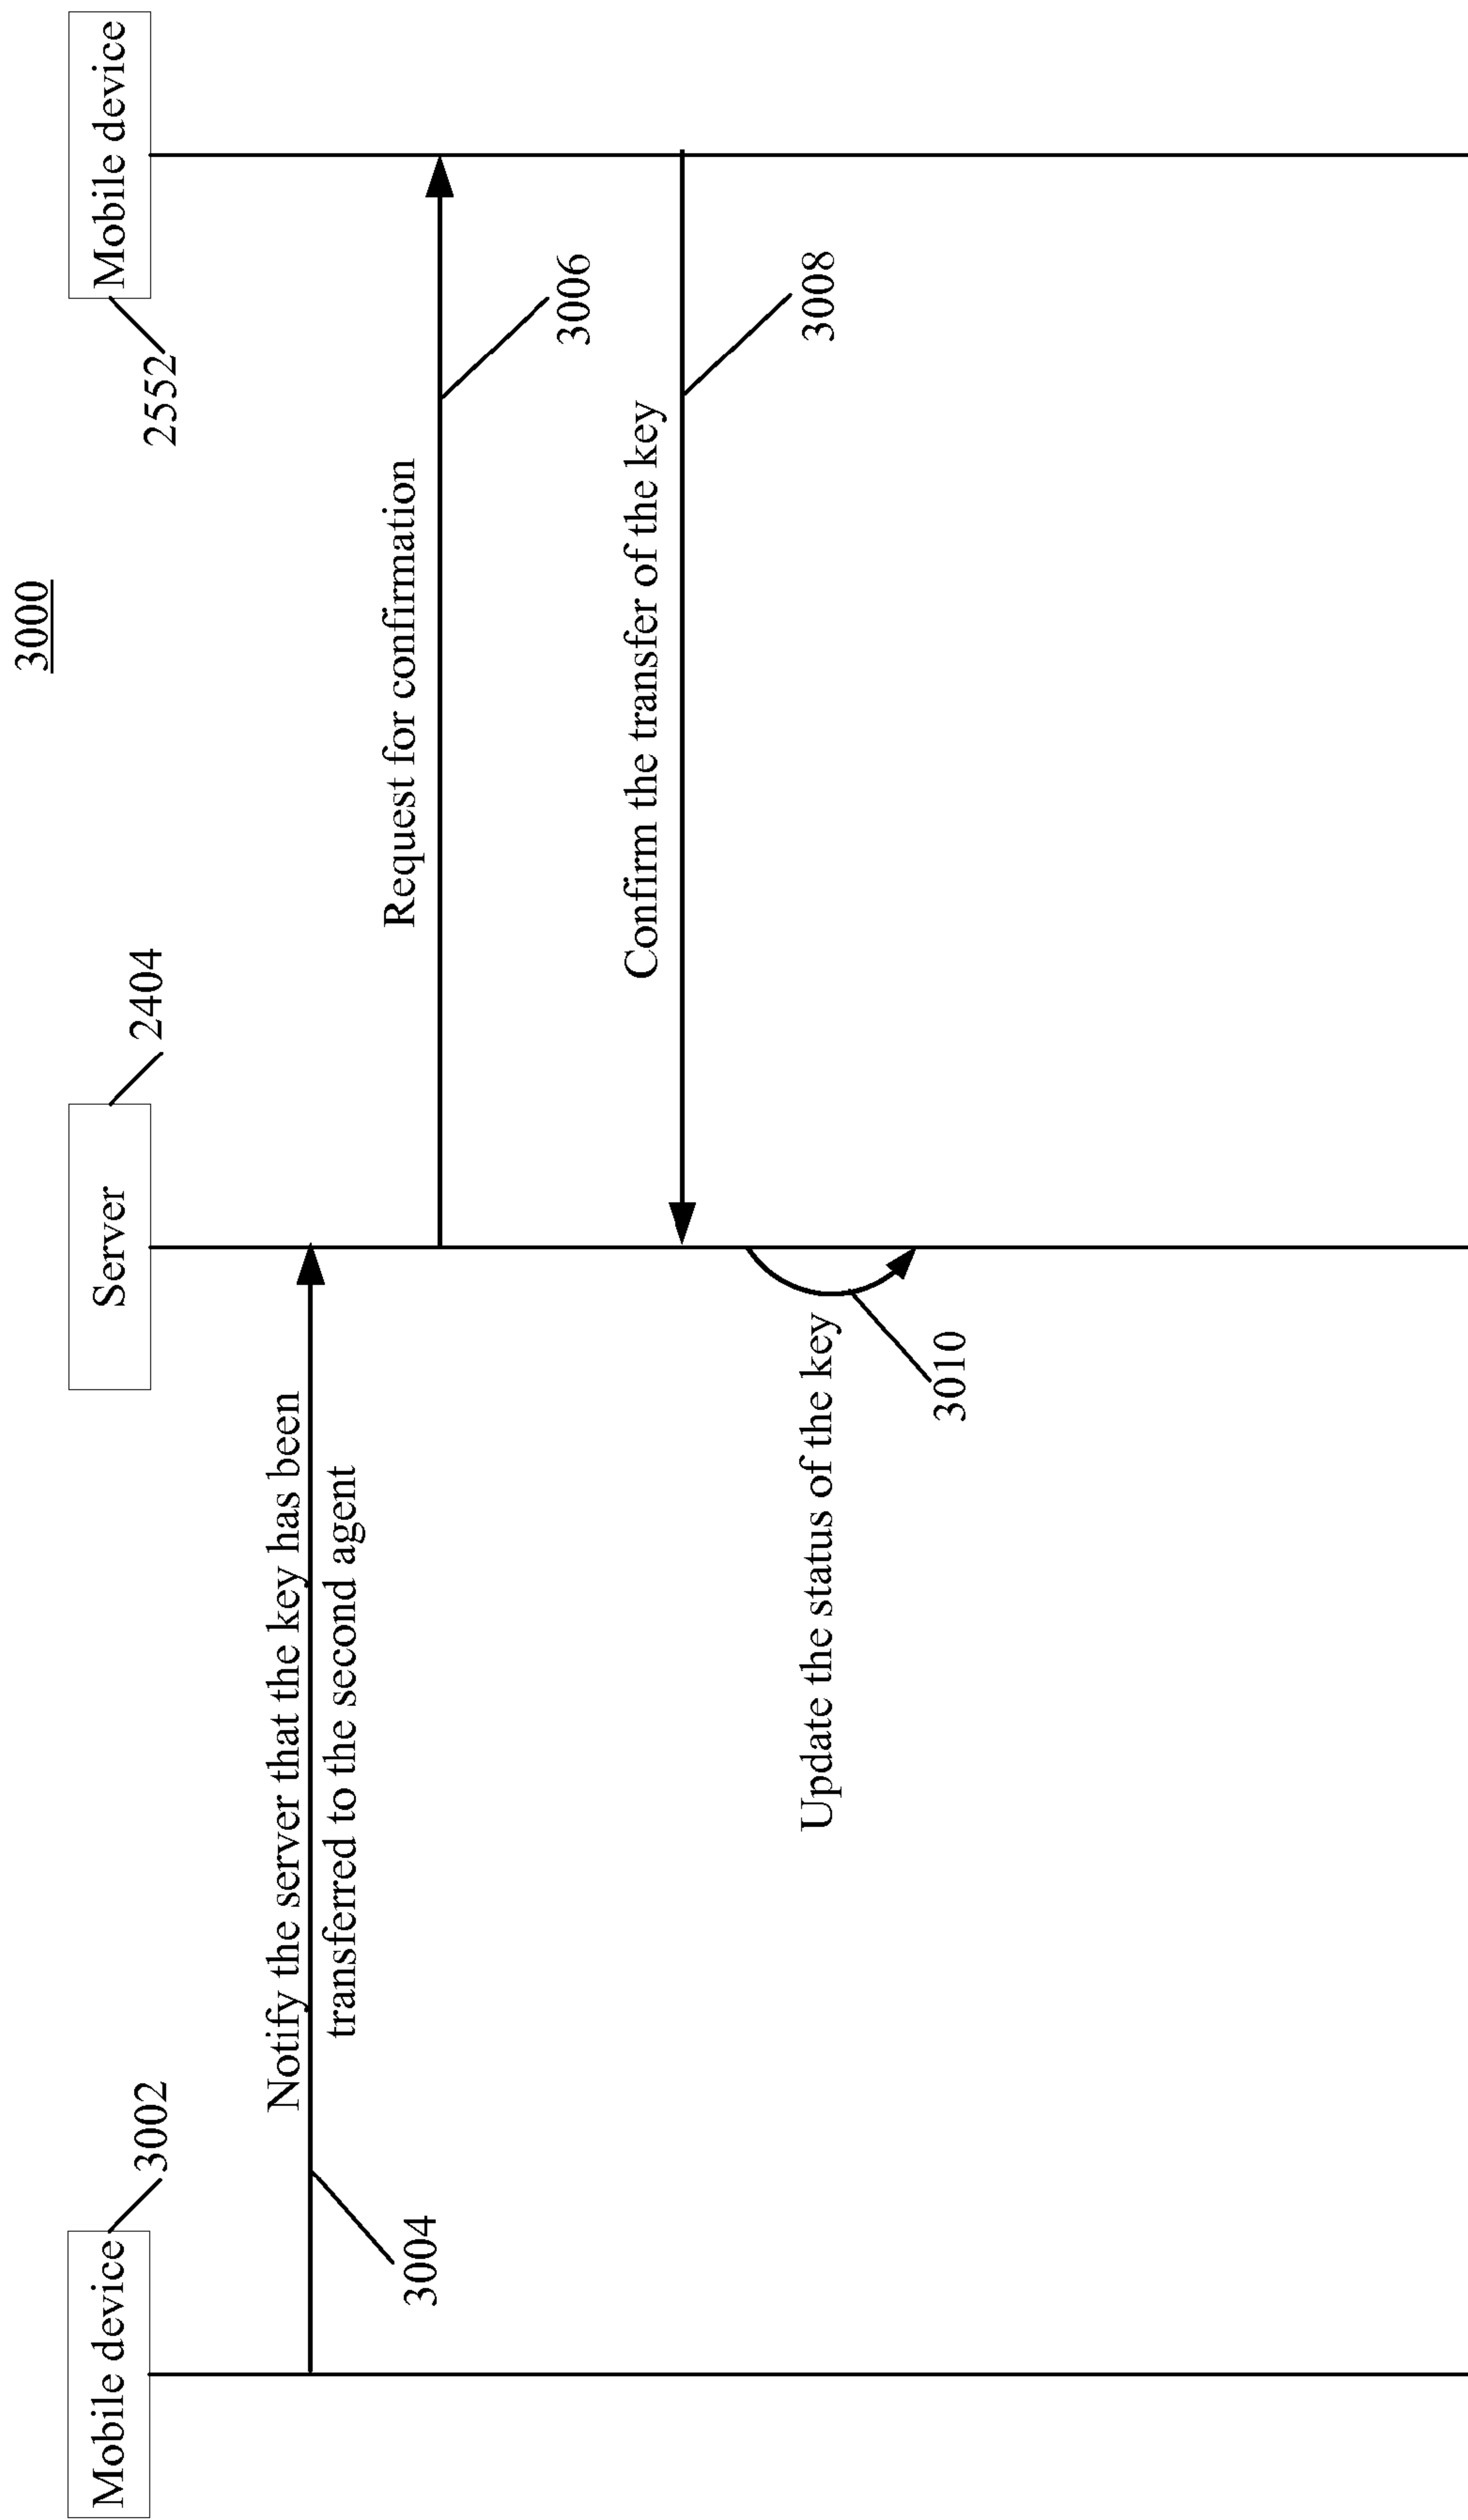 3000
Mobile device
3002
Server
2404
Mobile device
2552
Notify the server that the key has been
transferred to the second agent
3004
Request for confirmation
3006
Confirm the transfer of the key
3008
Update the status of the key
3010